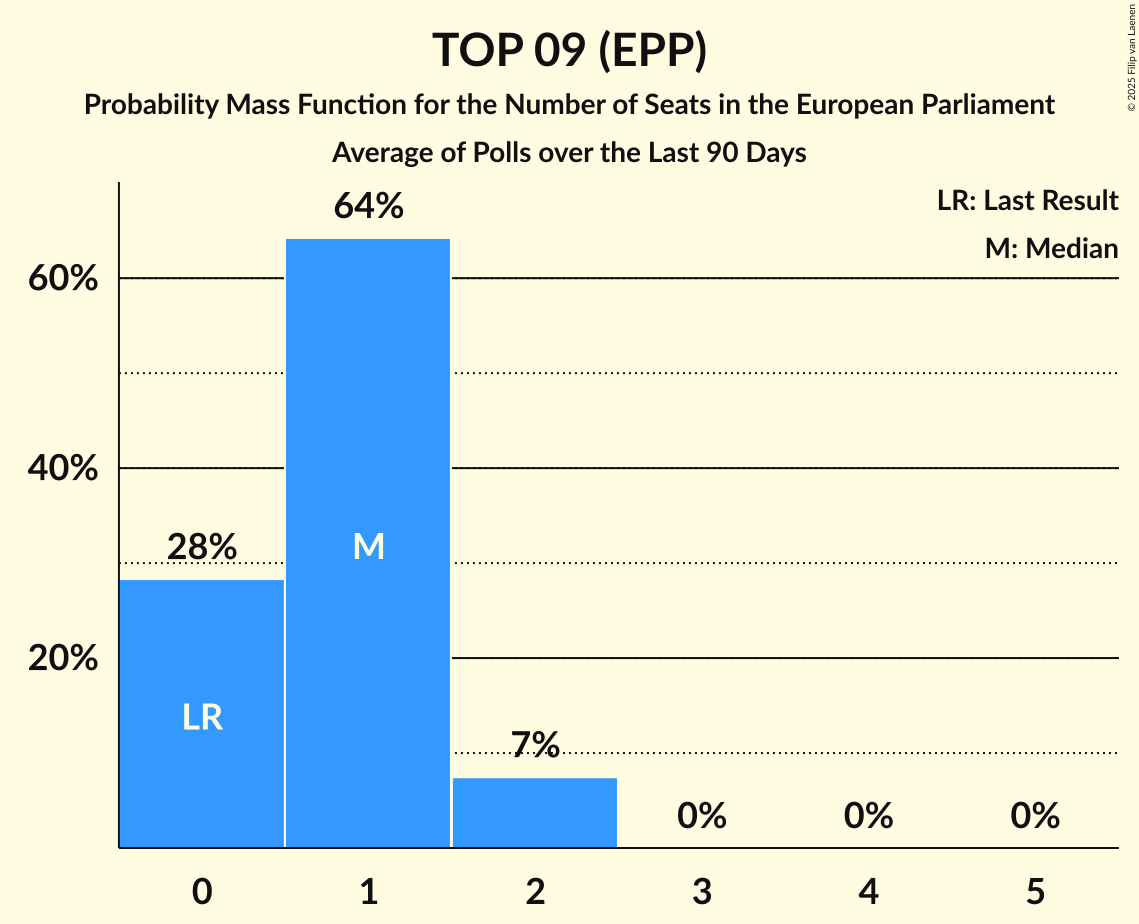 TOP 09 (EPP)
Probability Mass Function for the Number of Seats in the European Parliament
Average of Polls over the Last 90 Days
© 2025 Filip van Laenen
LR: Last Result
M: Median
64%
60%
40%
28%
M
20%
LR
7%
0% 0% 0%
0 1 2 3 4 5